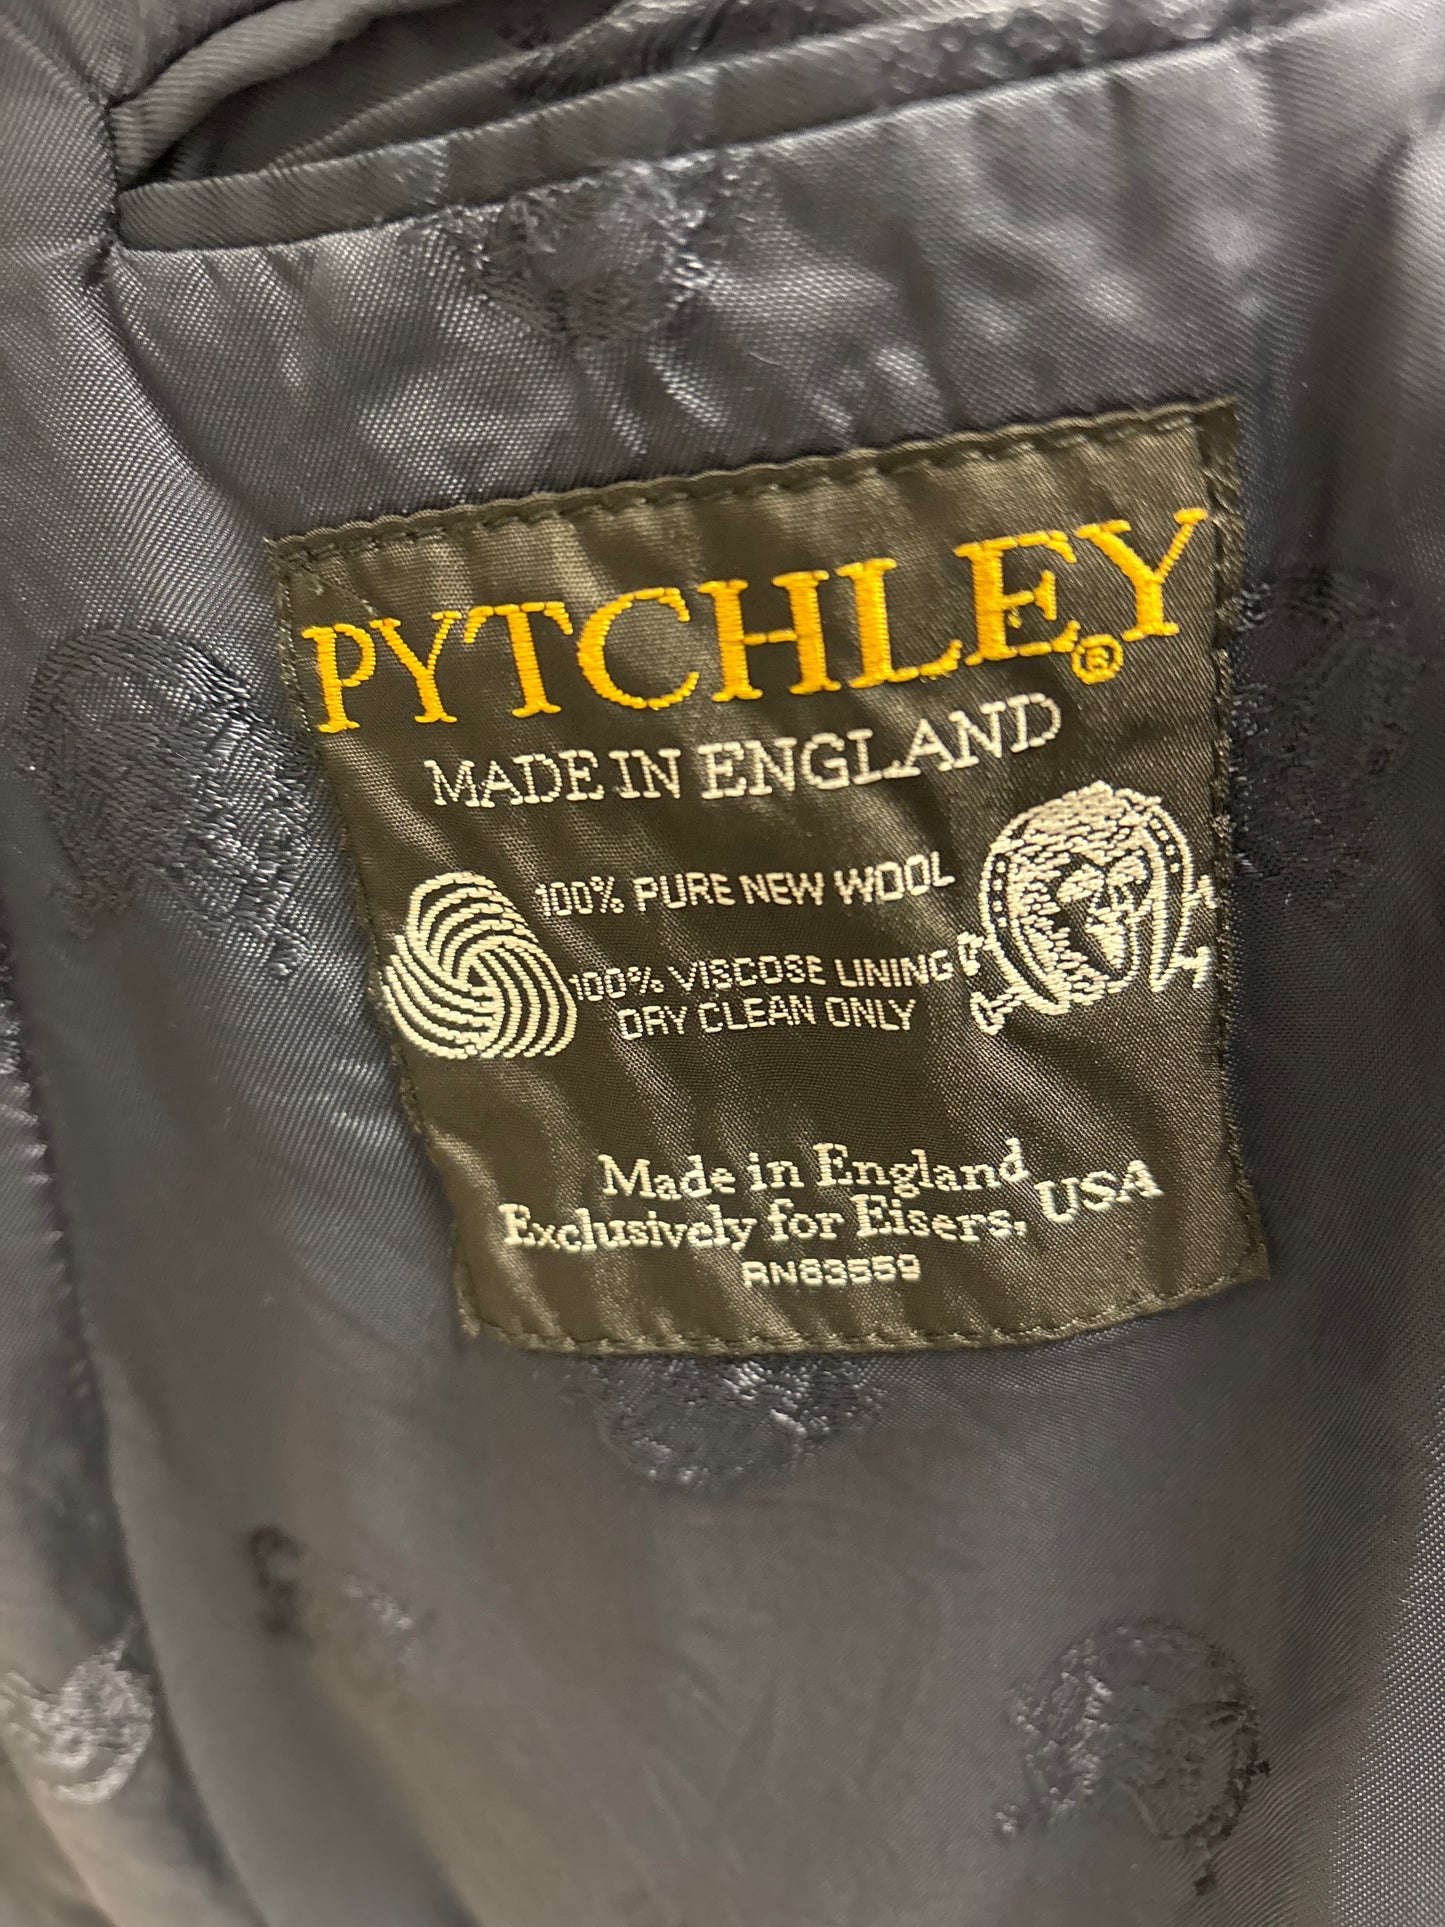 PYTCHLEY®
MADE IN ENGLAND
100% PURE NEW WOOL
100% VISCOSE LINING
DRY CLEAN ONLY
Made in England
Exclusively for Eisers, USA
RN63559